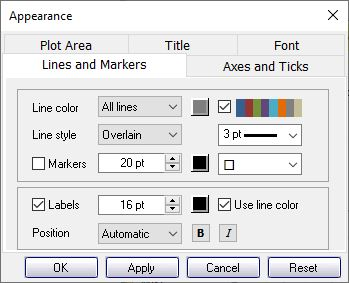 Appearance
Plot Area Title Font
Lines and Markers Axes and Ticks
Line color All lines
Line style Overlain 3 pt
Markers 20 pt
Labels 16 pt Use line color
Position Automatic B I
OK Apply Cancel Reset